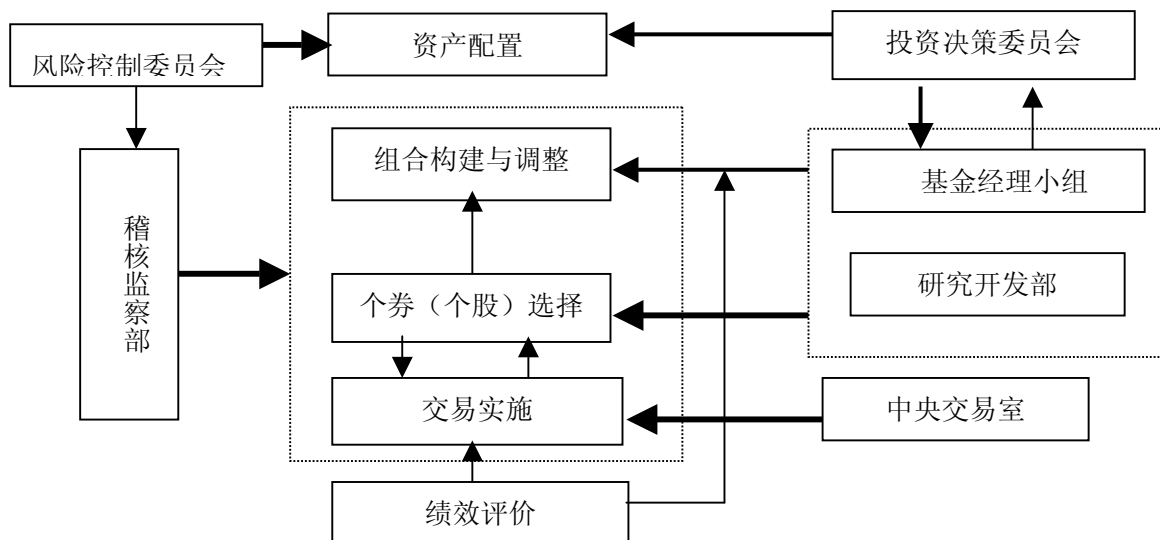 风险控制委员会
资产配置
投资决策委员会
组合构建与调整
基金经理小组
稽核监察部
个券（个股）选择
研究开发部
交易实施
中央交易室
绩效评价